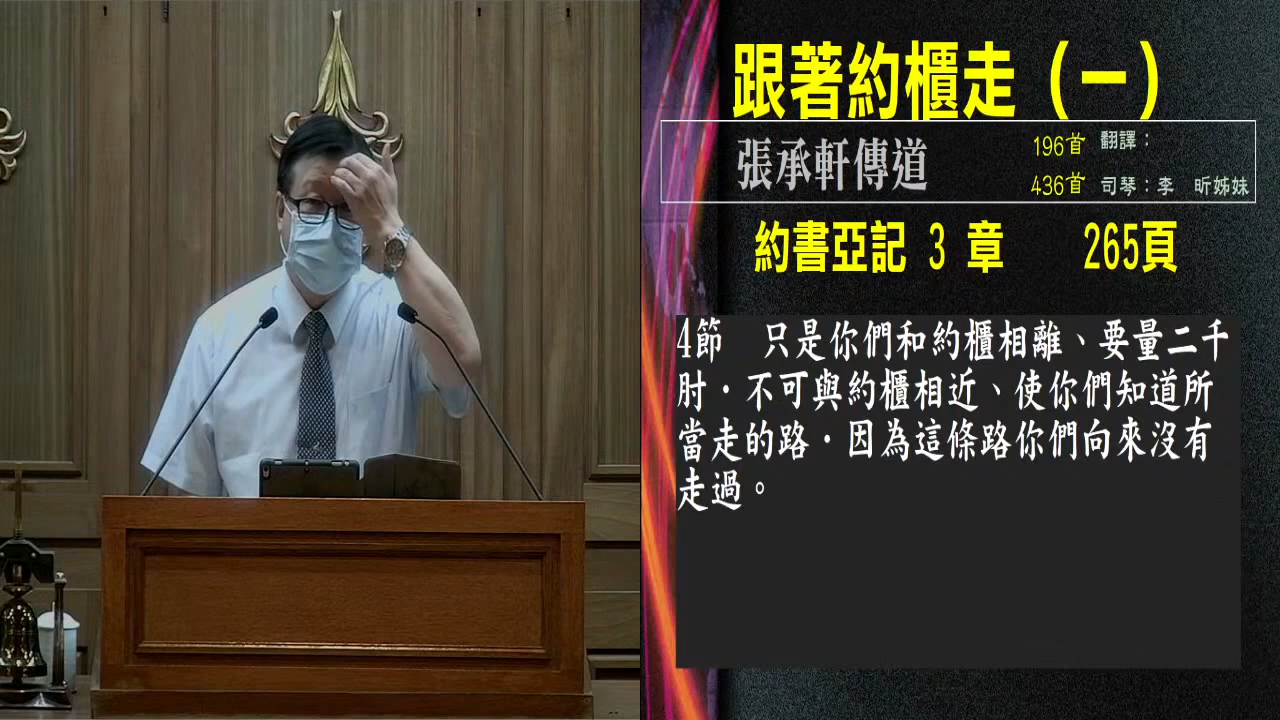 跟著約櫃走（一）
張承軒傳道
196首 翻譯：
436首 司琴：李 昕姊妹
約書亞記 3 章 265頁
4節 只是你們和約櫃相離、要量二千
肘．不可與約櫃相近、使你們知道所
當走的路．因為這條路你們向來沒有
走過。